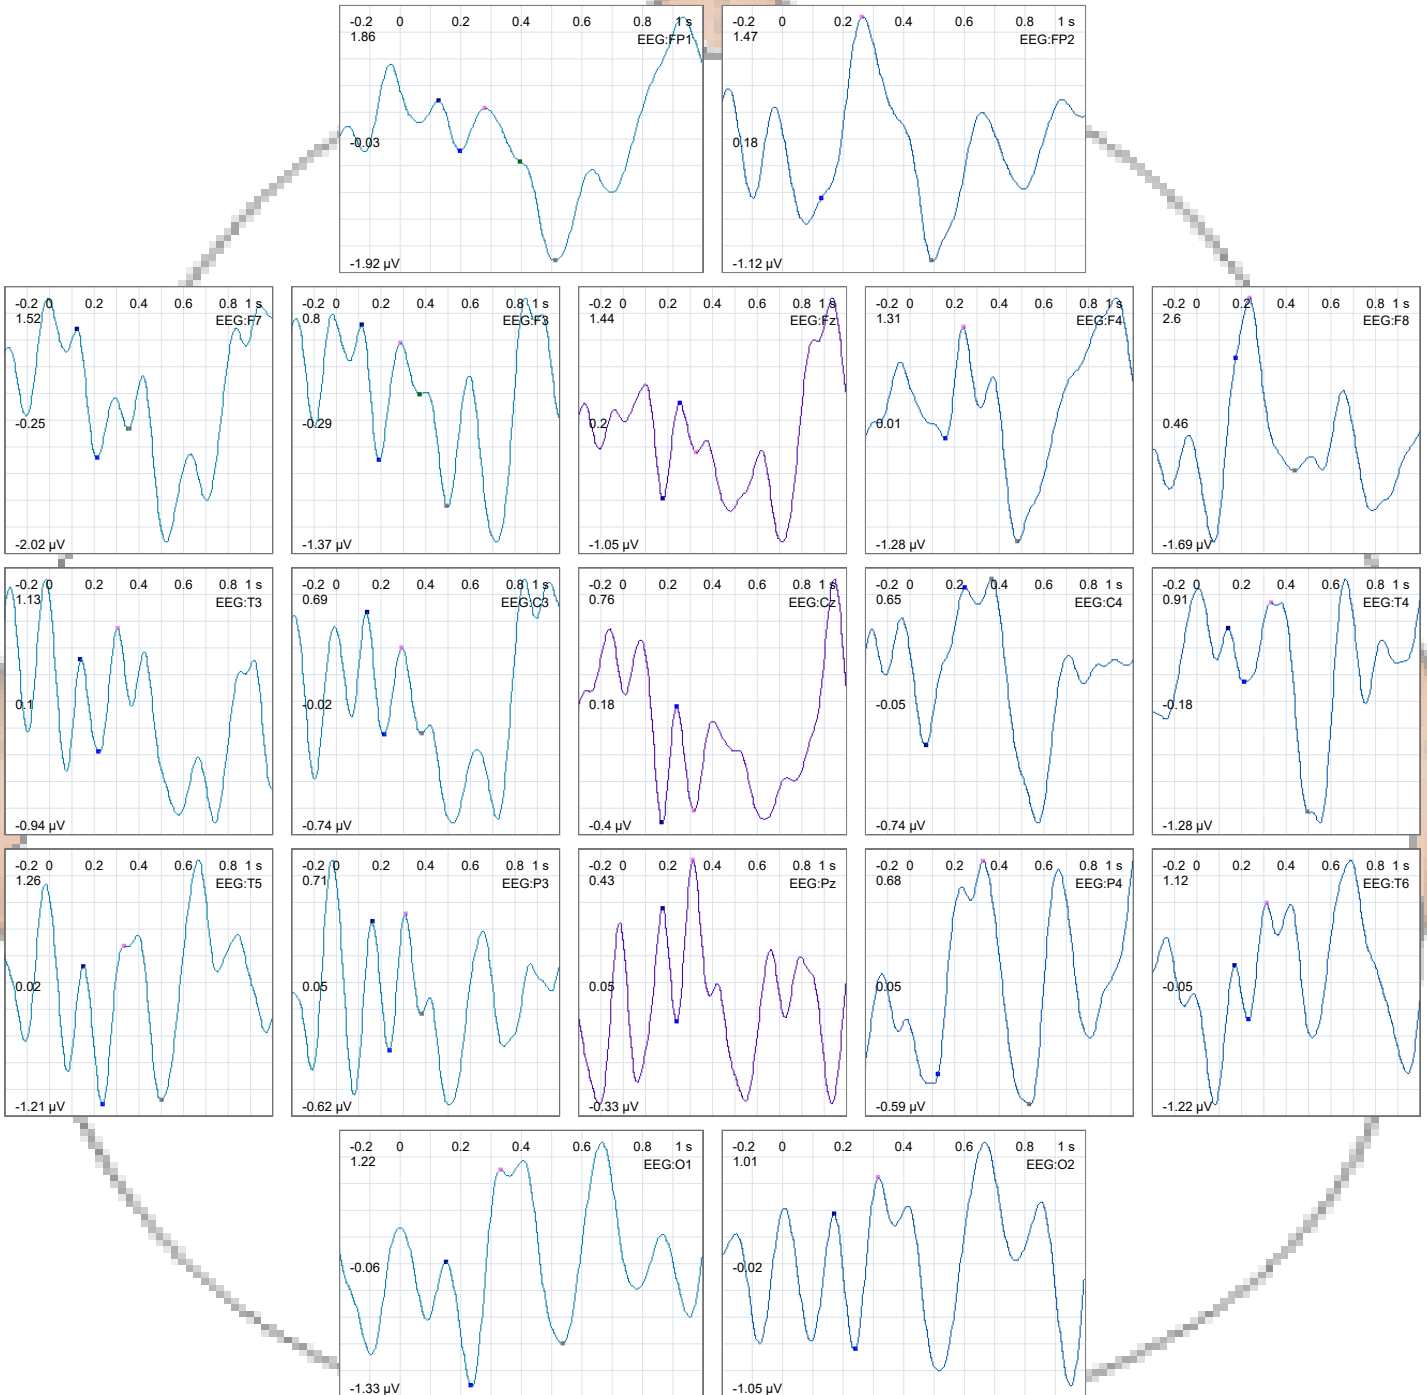 -0.2 0 0.2 0.4 0.6 0.8 1 s
1.86 EEG:FP1
-0.03
-1.92 µV
-0.2 0 0.2 0.4 0.6 0.8 1 s
1.47 EEG:FP2
0.18
-1.12 µV
-0.2 0 0.2 0.4 0.6 0.8 1 s
1.52 EEG:F7
-0.25
-2.02 µV
-0.2 0 0.2 0.4 0.6 0.8 1 s
0.8 EEG:F3
-0.29
-1.37 µV
-0.2 0 0.2 0.4 0.6 0.8 1 s
1.44 EEG:Fz
0.2
-1.05 µV
-0.2 0 0.2 0.4 0.6 0.8 1 s
1.31 EEG:F4
0.01
-1.28 µV
-0.2 0 0.2 0.4 0.6 0.8 1 s
2.6 EEG:F8
0.46
-1.69 µV
-0.2 0 0.2 0.4 0.6 0.8 1 s
1.13 EEG:T3
0.1
-0.94 µV
-0.2 0 0.2 0.4 0.6 0.8 1 s
0.69 EEG:C3
-0.02
-0.74 µV
-0.2 0 0.2 0.4 0.6 0.8 1 s
0.76 EEG:Cz
0.18
-0.4 µV
-0.2 0 0.2 0.4 0.6 0.8 1 s
0.65 EEG:C4
-0.05
-0.74 µV
-0.2 0 0.2 0.4 0.6 0.8 1 s
0.91 EEG:T4
-0.18
-1.28 µV
-0.2 0 0.2 0.4 0.6 0.8 1 s
1.26 EEG:T5
0.02
-1.21 µV
-0.2 0 0.2 0.4 0.6 0.8 1 s
0.71 EEG:P3
0.05
-0.62 µV
-0.2 0 0.2 0.4 0.6 0.8 1 s
0.43 EEG:Pz
0.05
-0.33 µV
-0.2 0 0.2 0.4 0.6 0.8 1 s
0.68 EEG:P4
0.05
-0.59 µV
-0.2 0 0.2 0.4 0.6 0.8 1 s
1.12 EEG:T6
-0.05
-1.22 µV
-0.2 0 0.2 0.4 0.6 0.8 1 s
1.22 EEG:O1
-0.06
-1.33 µV
-0.2 0 0.2 0.4 0.6 0.8 1 s
1.01 EEG:O2
-0.02
-1.05 µV